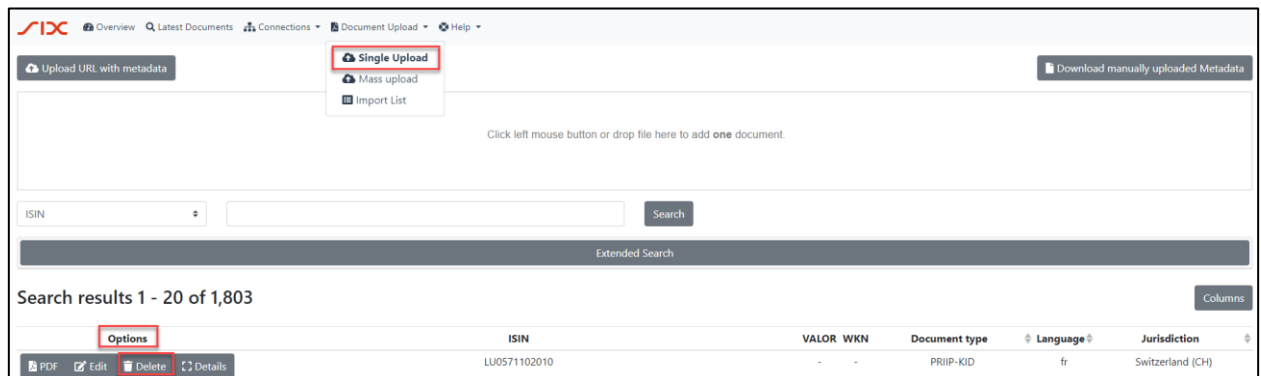 SIX Overview Latest Documents Connections Document Upload Help
Single Upload
Mass upload
Import List
Upload URL with metadata
Download manually uploaded Metadata
Click left mouse button or drop file here to add one document.
ISIN
Search
Extended Search
Search results 1 - 20 of 1,803
Columns
Options ISIN VALOR WKN Document type Language Jurisdiction
PDF Edit Delete Details LU0571102010 - - PRIIP-KID fr Switzerland (CH)